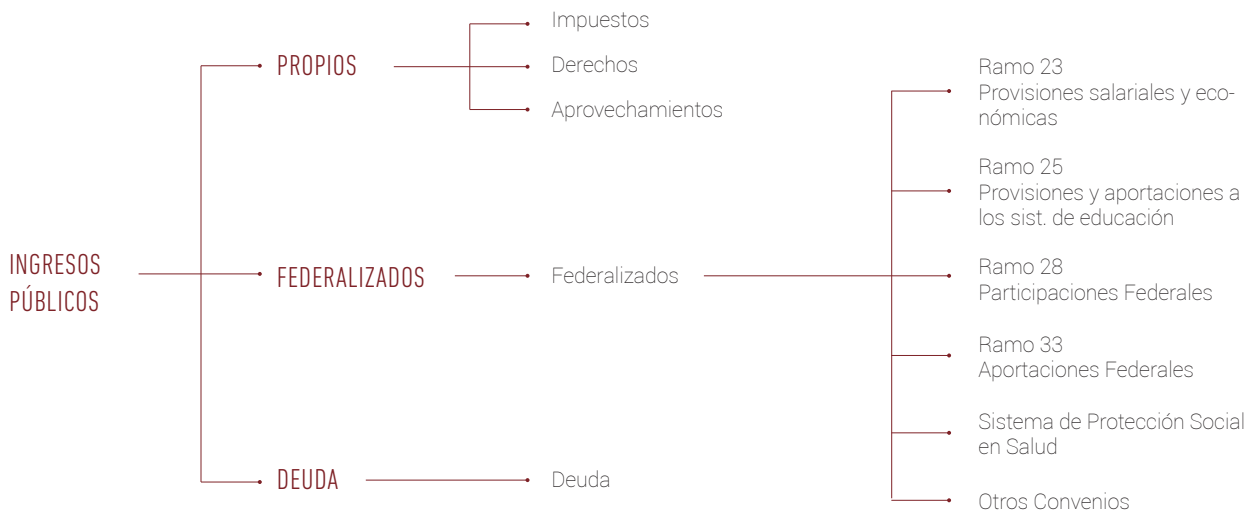 INGRESOS
PÚBLICOS
PROPIOS
Impuestos
Derechos
Aprovechamientos
FEDERALIZADOS
Federalizados
Ramo 23
Provisiones salariales y eco-
nómicas
Ramo 25
Provisiones y aportaciones a
los sist. de educación
Ramo 28
Participaciones Federales
Ramo 33
Aportaciones Federales
Sistema de Protección Social
en Salud
Otros Convenios
DEUDA
Deuda